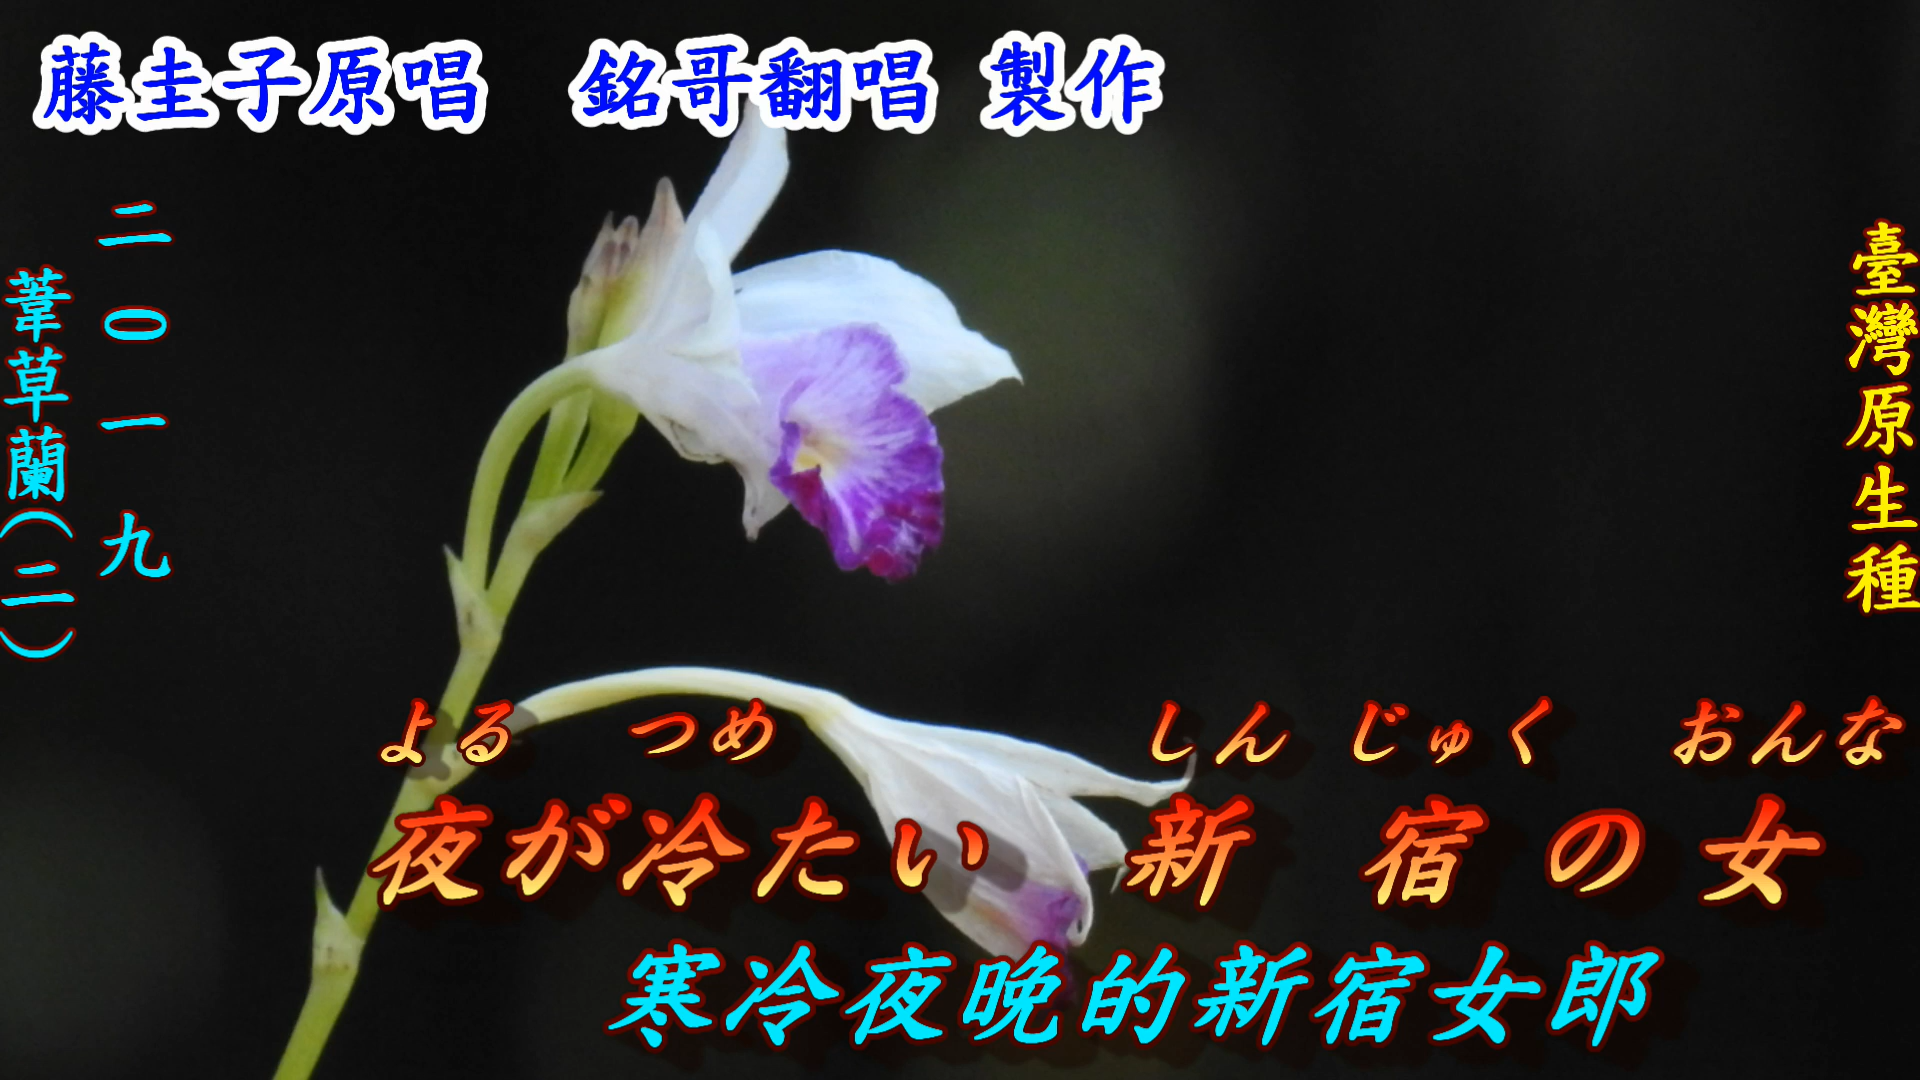 藤圭子原唱　銘哥翻唱 製作
二0一九
葦草蘭(二)
臺灣原生種
よる つめ しん じゅく おんな
夜が冷たい 新宿の女
寒冷夜晚的新宿女郎